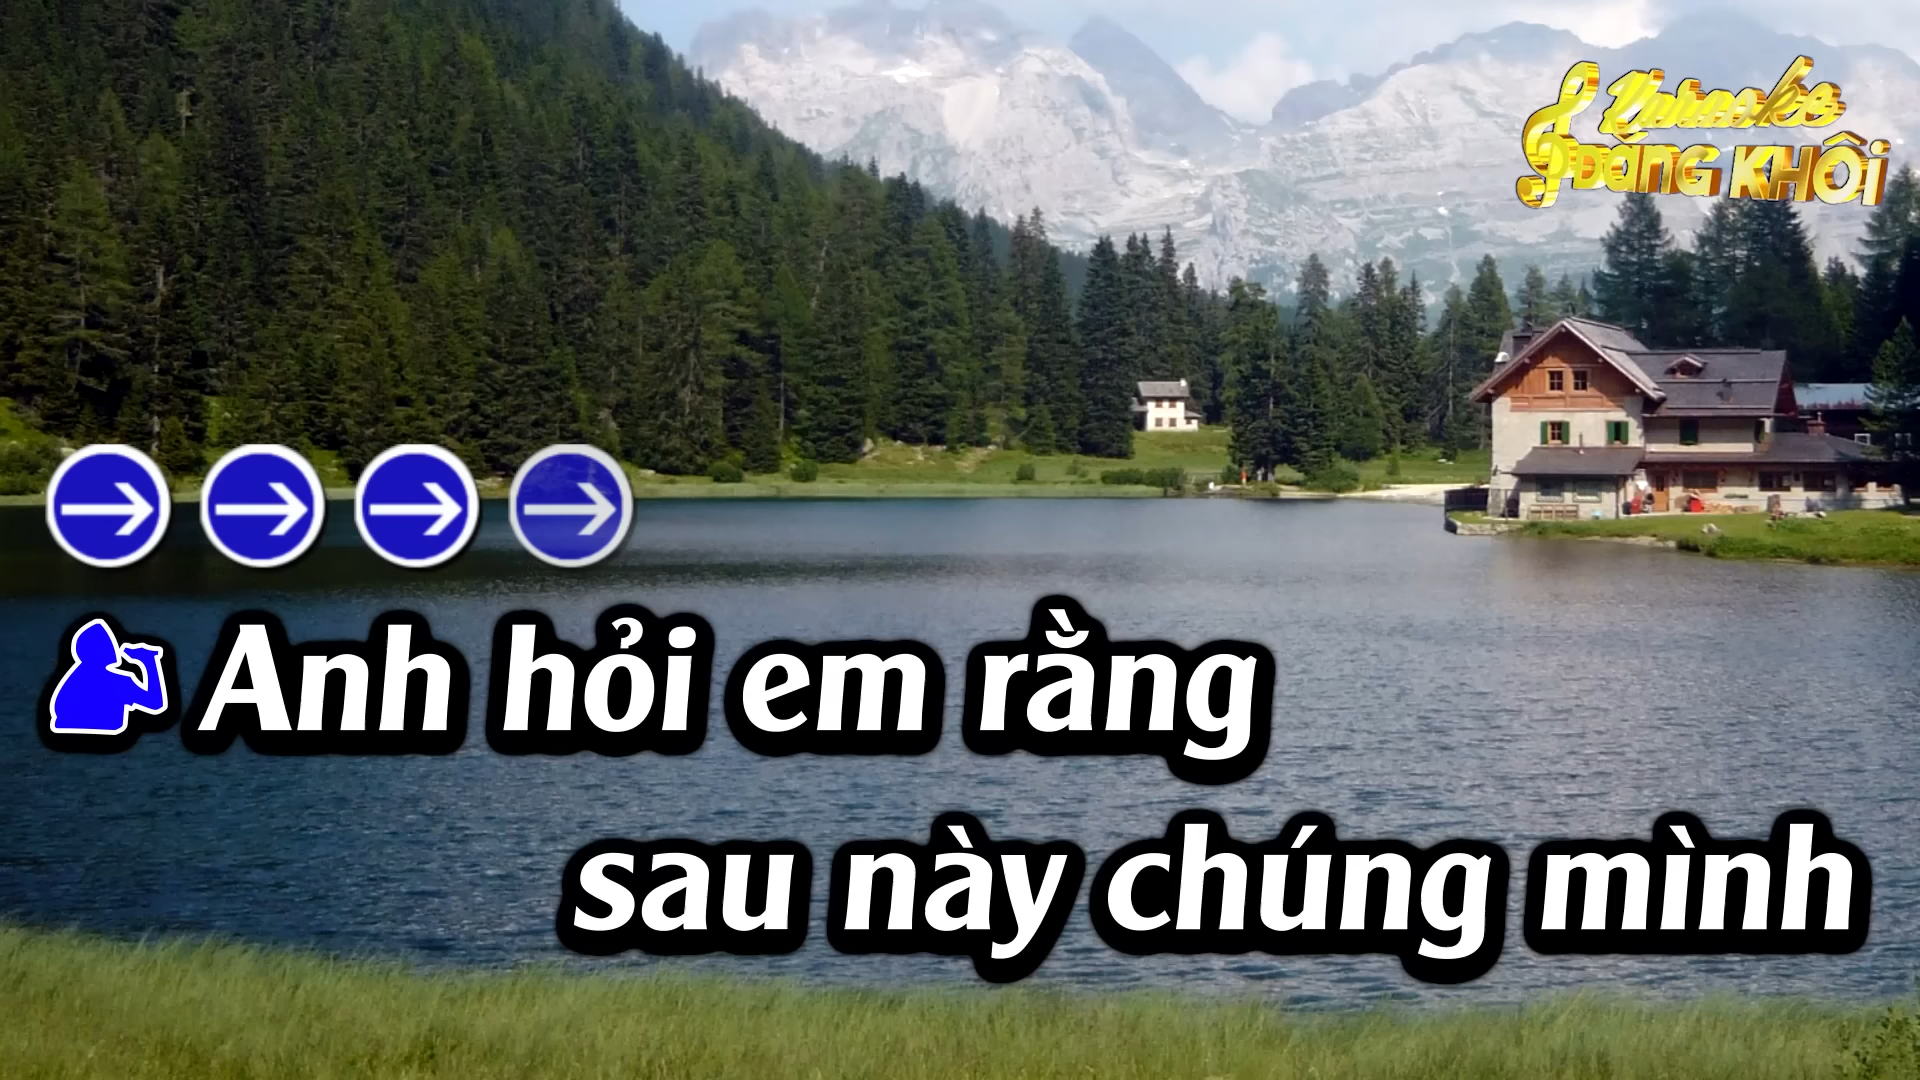 Karaoke
ĐĂNG KHÔI
Anh hỏi em rằng
sau này chúng mình